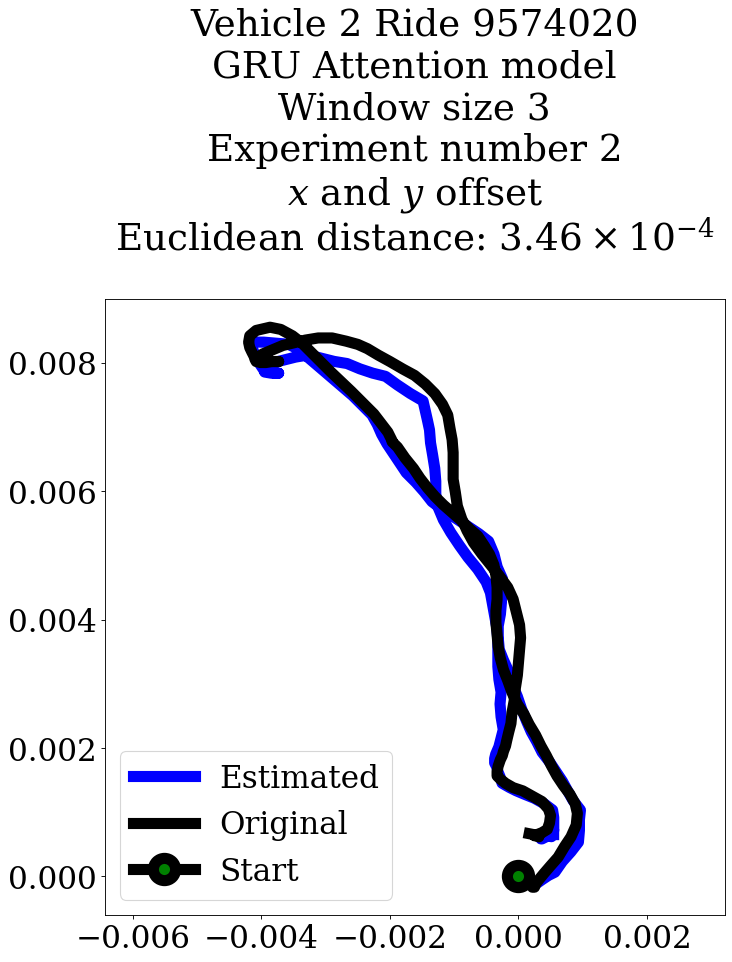 Vehicle 2 Ride 9574020
GRU Attention model
Window size 3
Experiment number 2
x and y offset
Euclidean distance: 3.46 × 10⁻⁴
0.008
0.006
0.004
0.002
0.000
Estimated
Original
Start
−0.006 −0.004 −0.002 0.000 0.002